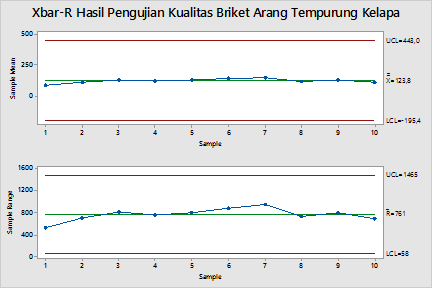 Xbar-R Hasil Pengujian Kualitas Briket Arang Tempurung Kelapa
500
250
0
Sample Mean
UCL=443,0
X̿=123,8
LCL=-195,4
1 2 3 4 5 6 7 8 9 10
Sample
1600
1200
800
400
0
Sample Range
UCL=1465
R̅=761
LCL=58
1 2 3 4 5 6 7 8 9 10
Sample